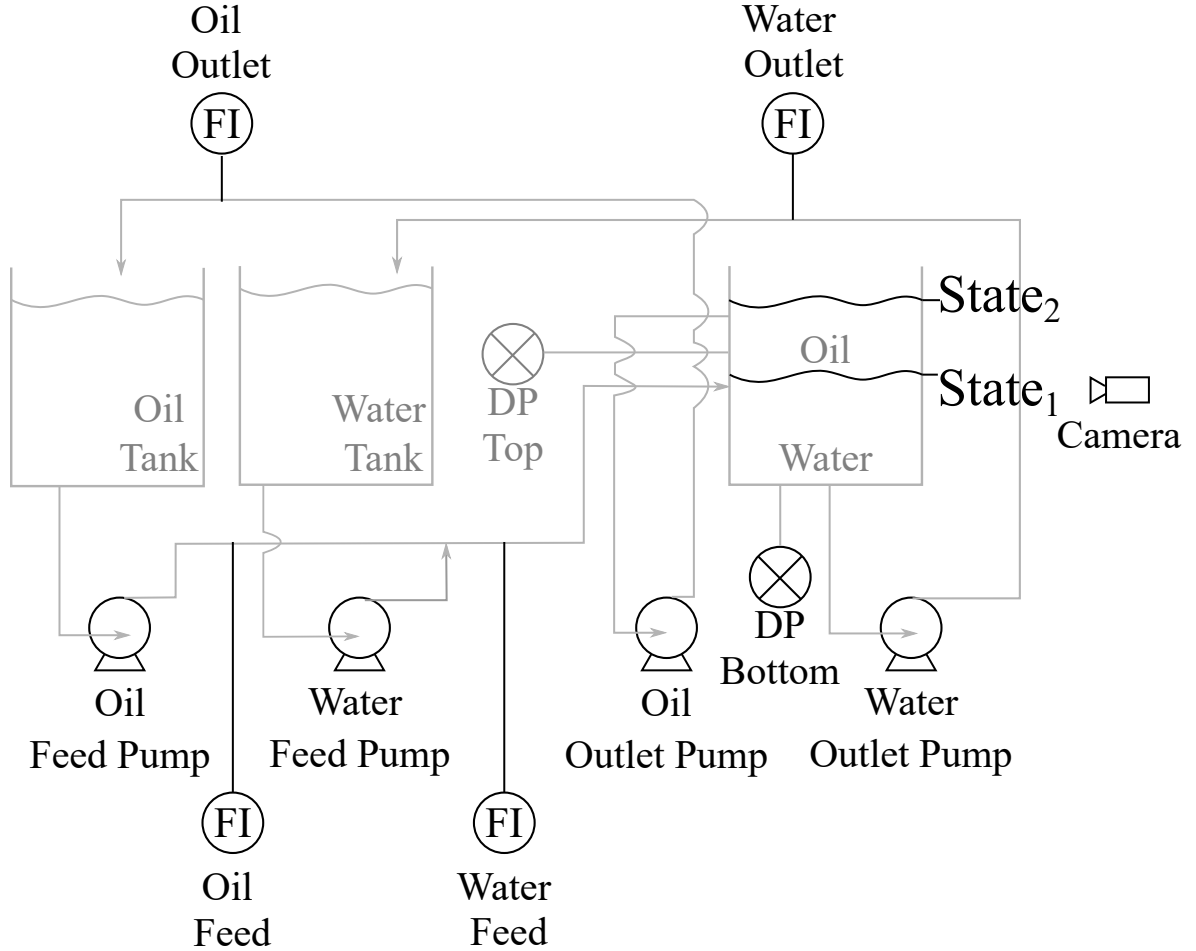 Oil
Outlet
FI
Water
Outlet
FI
State₂
Oil
State₁
Camera
Oil
Tank
Water
Tank
DP
Top
Water
DP
Bottom
Oil
Feed Pump
Water
Feed Pump
Oil
Outlet Pump
Water
Outlet Pump
FI
Oil
Feed
FI
Water
Feed